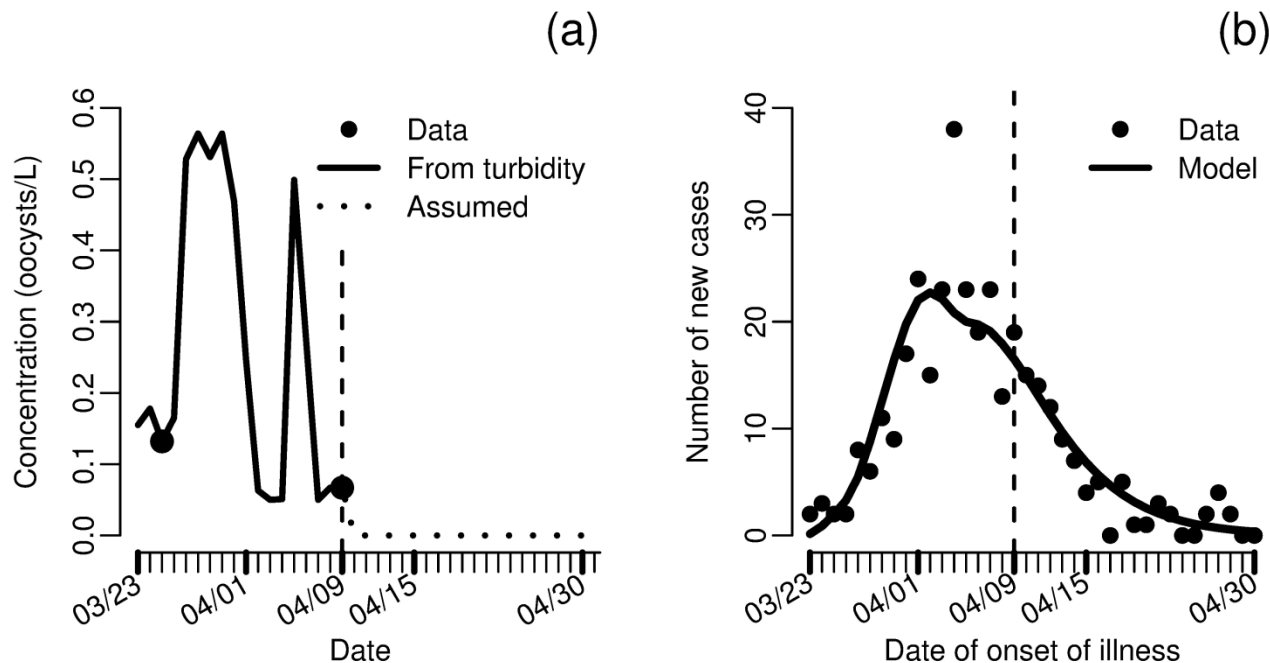 (a)
Concentration (oocysts/L)
0.6
0.5
0.4
0.3
0.2
0.1
0.0
Data
From turbidity
Assumed
03/23
04/01
04/09
04/15
04/30
Date
(b)
Number of new cases
40
30
20
10
0
Data
Model
03/23
04/01
04/09
04/15
04/30
Date of onset of illness